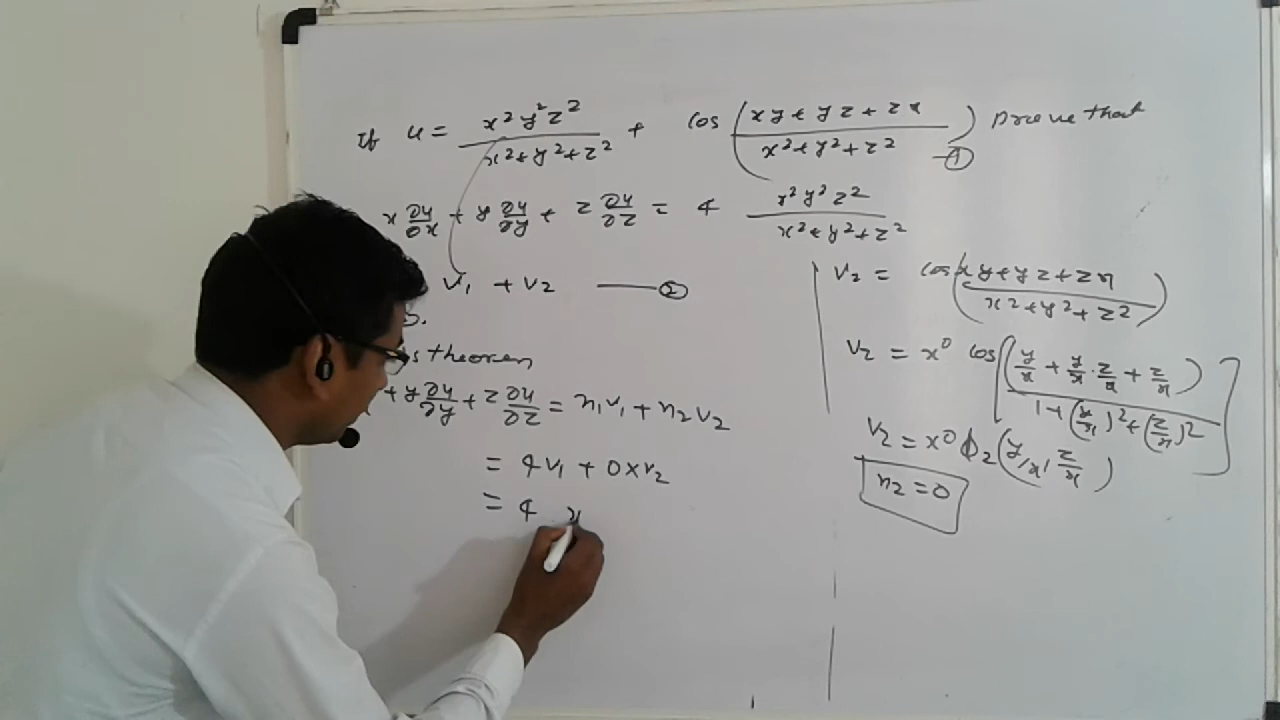 If u = x²y²z² / x²+y²+z² + cos (xy+yz+zx / x²+y²+z²) prove that
— ①
x ∂u/∂x + y ∂u/∂y + z ∂u/∂z = 4 x²y²z² / x²+y²+z²
v₁ + v₂ —— ②
theorem
+ y ∂u/∂y + z ∂u/∂z = n₁v₁ + n₂v₂
= 4v₁ + 0×v₂
= 4 x
v₂ = cos (xy+yz+zx / x²+y²+z²)
v₂ = x⁰ cos [(y/x + y/x · z/x + z/x) / 1+(y/x)²+(z/x)²]
v₂ = x⁰ ϕ₂ (y/x, z/x)
n₂ = 0